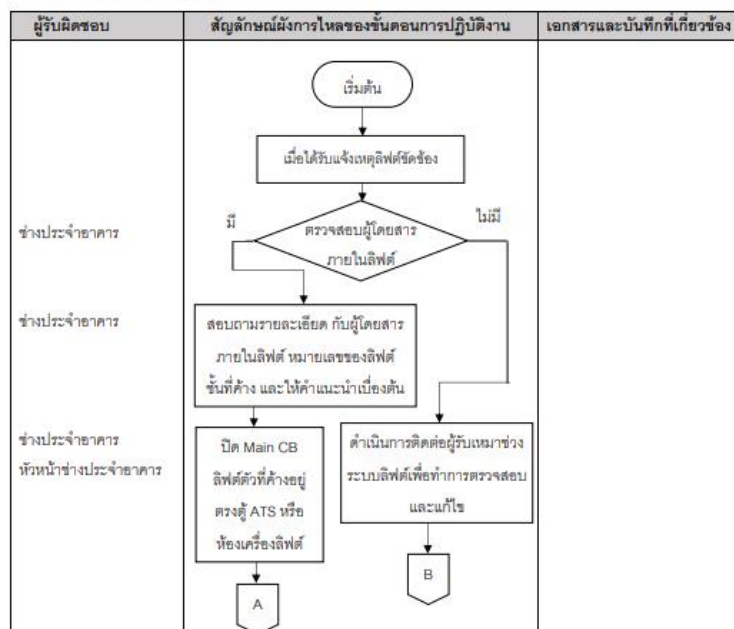 ผู้รับผิดชอบ
สัญลักษณ์ผังการไหลของขั้นตอนการปฏิบัติงาน
เอกสารและบันทึกที่เกี่ยวข้อง
เริ่มต้น
เมื่อได้รับแจ้งเหตุลิฟต์ขัดข้อง
ช่างประจำอาคาร
มี
ตรวจสอบผู้โดยสาร
ภายในลิฟต์
ไม่มี
ช่างประจำอาคาร
สอบถามรายละเอียด กับผู้โดยสาร
ภายในลิฟต์ หมายเลขของลิฟต์
ชั้นที่ค้าง และให้คำแนะนำเบื่องต้น
ช่างประจำอาคาร
หัวหน้าช่างประจำอาคาร
ปิด Main CB
ลิฟต์ตัวที่ค้างอยู่
ตรงตู้ ATS หรือ
ห้องเครื่องลิฟต์
A
ดำเนินการติดต่อผู้รับเหมาช่วง
ระบบลิฟต์เพื่อทำการตรวจสอบ
และแก้ไข
B